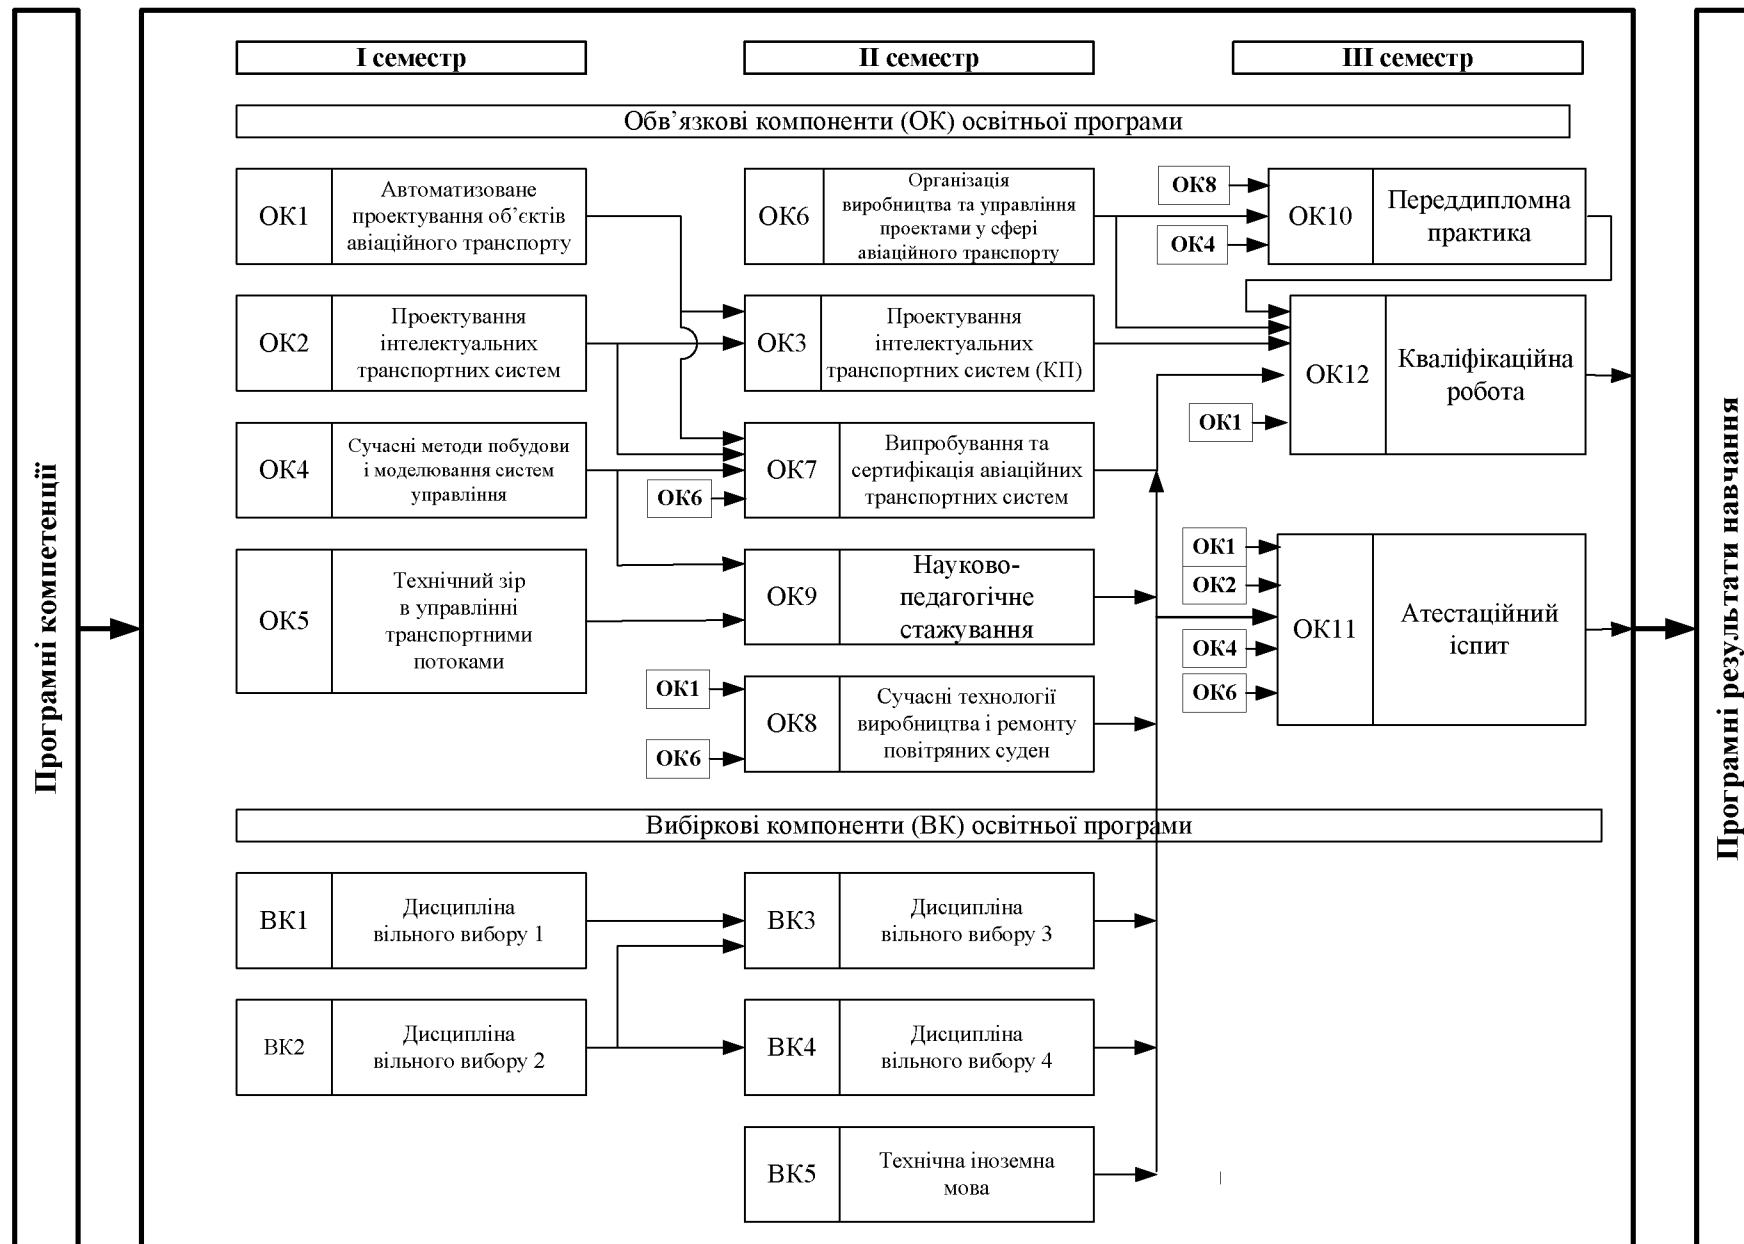 Програмні компетенції
I семестр
II семестр
III семестр
Обв’язкові компоненти (ОК) освітньої програми
ОК1
Автоматизоване
проектування об’єктів
авіаційного транспорту
ОК6
Організація
виробництва та управління
проектами у сфері
авіаційного транспорту
ОК8
ОК4
ОК10
Переддипломна
практика
ОК2
Проектування
інтелектуальних
транспортних систем
ОК3
Проектування
інтелектуальних
транспортних систем (КП)
ОК1
ОК12
Кваліфікаційна
робота
ОК4
Сучасні методи побудови
і моделювання систем
управління
ОК6
ОК7
Випробування та
сертифікація авіаційних
транспортних систем
ОК5
Технічний зір
в управлінні
транспортними
потоками
ОК9
Науково-
педагогічне
стажування
ОК1
ОК2
ОК4
ОК6
ОК11
Атестаційний
іспит
ОК1
ОК6
ОК8
Сучасні технології
виробництва і ремонту
повітряних суден
Вибіркові компоненти (ВК) освітньої програми
ВК1
Дисципліна
вільного вибору 1
ВК3
Дисципліна
вільного вибору 3
ВК2
Дисципліна
вільного вибору 2
ВК4
Дисципліна
вільного вибору 4
ВК5
Технічна іноземна
мова
Програмні результати навчання